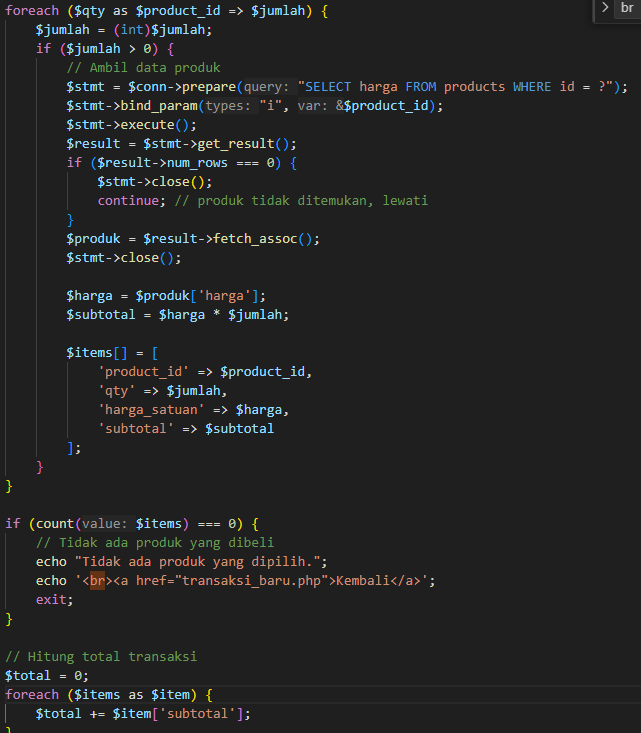 > br
foreach ($qty as $product_id => $jumlah) {
    $jumlah = (int)$jumlah;
    if ($jumlah > 0) {
        // Ambil data produk
        $stmt = $conn->prepare(query: "SELECT harga FROM products WHERE id = ?");
        $stmt->bind_param(types: "i", var: &$product_id);
        $stmt->execute();
        $result = $stmt->get_result();
        if ($result->num_rows === 0) {
            $stmt->close();
            continue; // produk tidak ditemukan, lewati
        }
        $produk = $result->fetch_assoc();
        $stmt->close();

        $harga = $produk['harga'];
        $subtotal = $harga * $jumlah;

        $items[] = [
            'product_id' => $product_id,
            'qty' => $jumlah,
            'harga_satuan' => $harga,
            'subtotal' => $subtotal
        ];
    }
}

if (count(value: $items) === 0) {
    // Tidak ada produk yang dibeli
    echo "Tidak ada produk yang dipilih.";
    echo '<br><a href="transaksi_baru.php">Kembali</a>';
    exit;
}

// Hitung total transaksi
$total = 0;
foreach ($items as $item) {
    $total += $item['subtotal'];
}